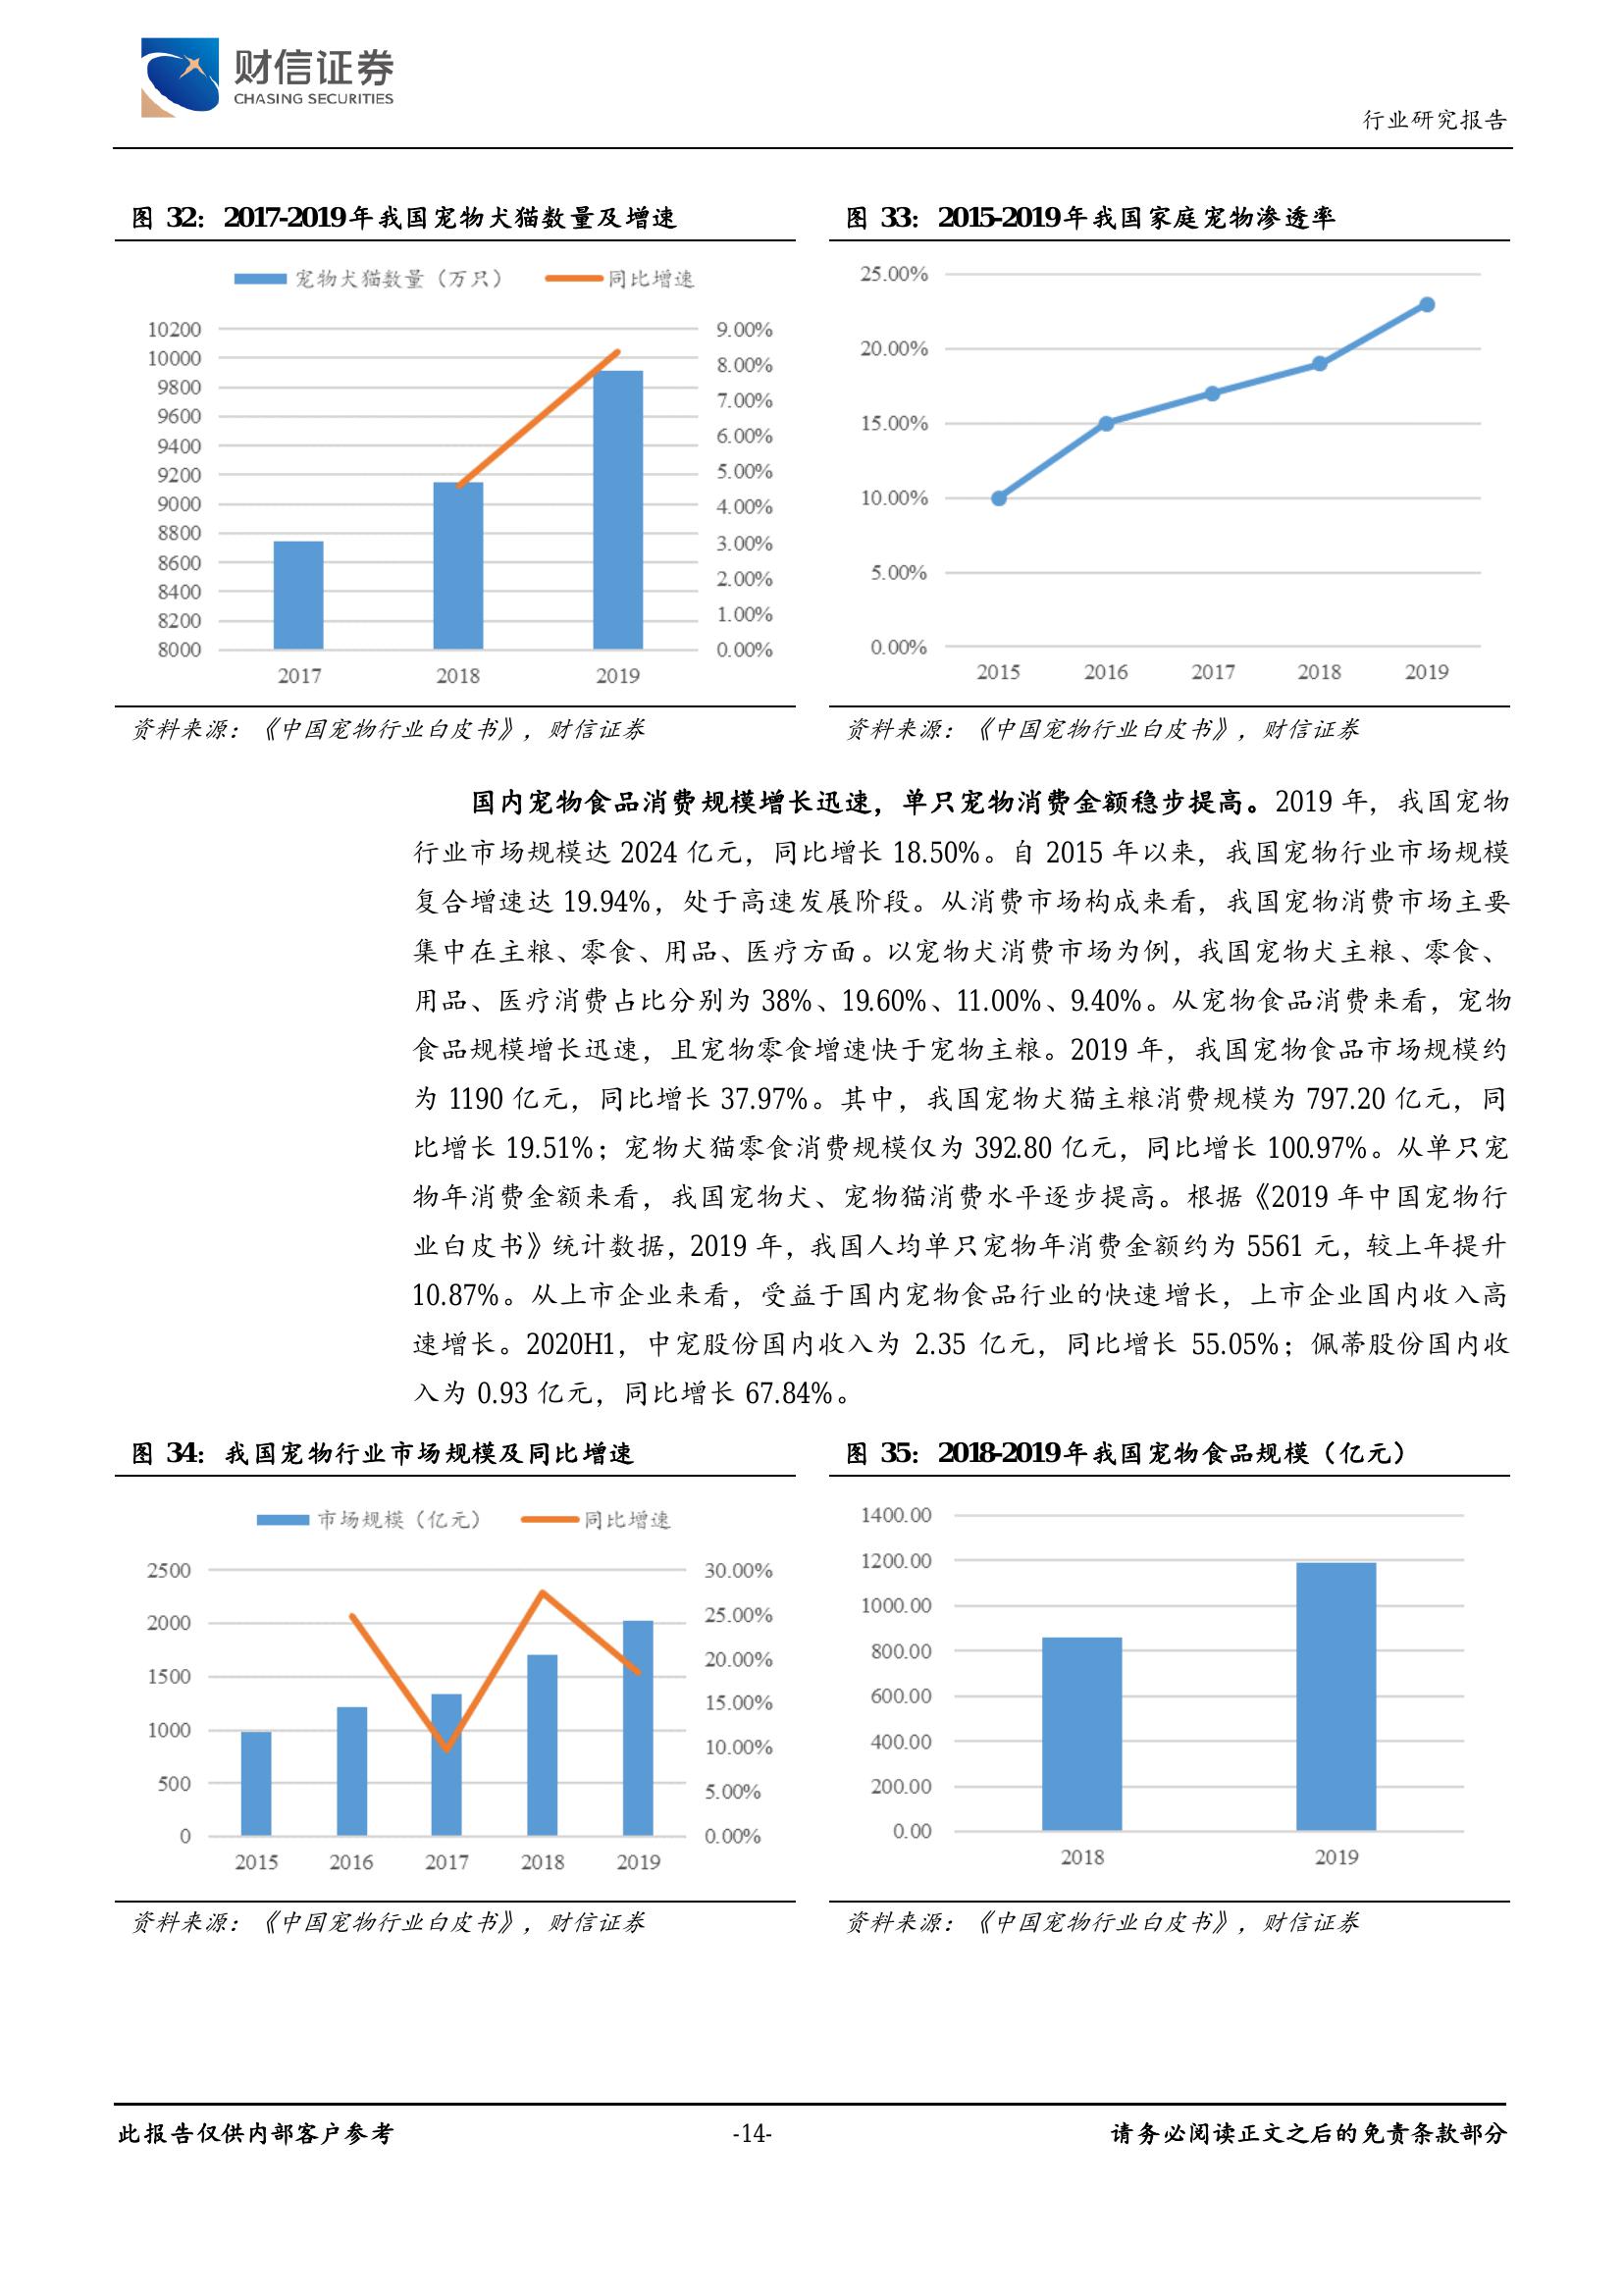 财信证券
CHASING SECURITIES
行业研究报告
图 32：2017-2019年我国宠物犬猫数量及增速
宠物犬猫数量（万只） 同比增速
10200 9.00%
10000 8.00%
9800 7.00%
9600 6.00%
9400 5.00%
9200 4.00%
9000 3.00%
8800 2.00%
8600 1.00%
8400 0.00%
8200
8000
2017 2018 2019
资料来源：《中国宠物行业白皮书》，财信证券
图 33：2015-2019年我国家庭宠物渗透率
25.00%
20.00%
15.00%
10.00%
5.00%
0.00%
2015 2016 2017 2018 2019
资料来源：《中国宠物行业白皮书》，财信证券
国内宠物食品消费规模增长迅速，单只宠物消费金额稳步提高。2019 年，我国宠物
行业市场规模达 2024 亿元，同比增长 18.50%。自 2015 年以来，我国宠物行业市场规模
复合增速达 19.94%，处于高速发展阶段。从消费市场构成来看，我国宠物消费市场主要
集中在主粮、零食、用品、医疗方面。以宠物犬消费市场为例，我国宠物犬主粮、零食、
用品、医疗消费占比分别为 38%、19.60%、11.00%、9.40%。从宠物食品消费来看，宠物
食品规模增长迅速，且宠物零食增速快于宠物主粮。2019 年，我国宠物食品市场规模约
为 1190 亿元，同比增长 37.97%。其中，我国宠物犬猫主粮消费规模为 797.20 亿元，同
比增长 19.51%；宠物犬猫零食消费规模仅为 392.80 亿元，同比增长 100.97%。从单只宠
物年消费金额来看，我国宠物犬、宠物猫消费水平逐步提高。根据《2019 年中国宠物行
业白皮书》统计数据，2019 年，我国人均单只宠物年消费金额约为 5561 元，较上年提升
10.87%。从上市企业来看，受益于国内宠物食品行业的快速增长，上市企业国内收入高
速增长。2020H1，中宠股份国内收入为 2.35 亿元，同比增长 55.05%；佩蒂股份国内收
入为 0.93 亿元，同比增长 67.84%。
图 34：我国宠物行业市场规模及同比增速
市场规模（亿元） 同比增速
2500 30.00%
2000 25.00%
1500 20.00%
1000 15.00%
500 10.00%
0 5.00%
0.00%
2015 2016 2017 2018 2019
资料来源：《中国宠物行业白皮书》，财信证券
图 35：2018-2019年我国宠物食品规模（亿元）
1400.00
1200.00
1000.00
800.00
600.00
400.00
200.00
0.00
2018 2019
资料来源：《中国宠物行业白皮书》，财信证券
此报告仅供内部客户参考 -14- 请务必阅读正文之后的免责条款部分